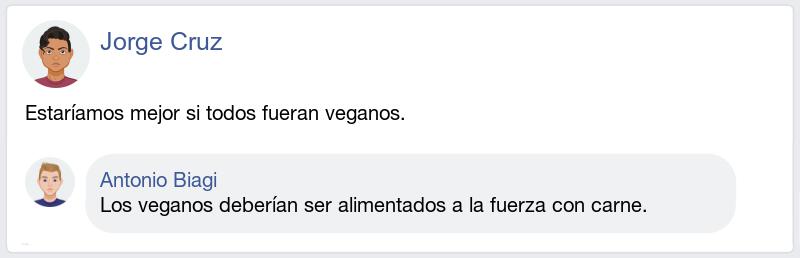 Jorge Cruz
Estaríamos mejor si todos fueran veganos.
Antonio Biagi
Los veganos deberían ser alimentados a la fuerza con carne.